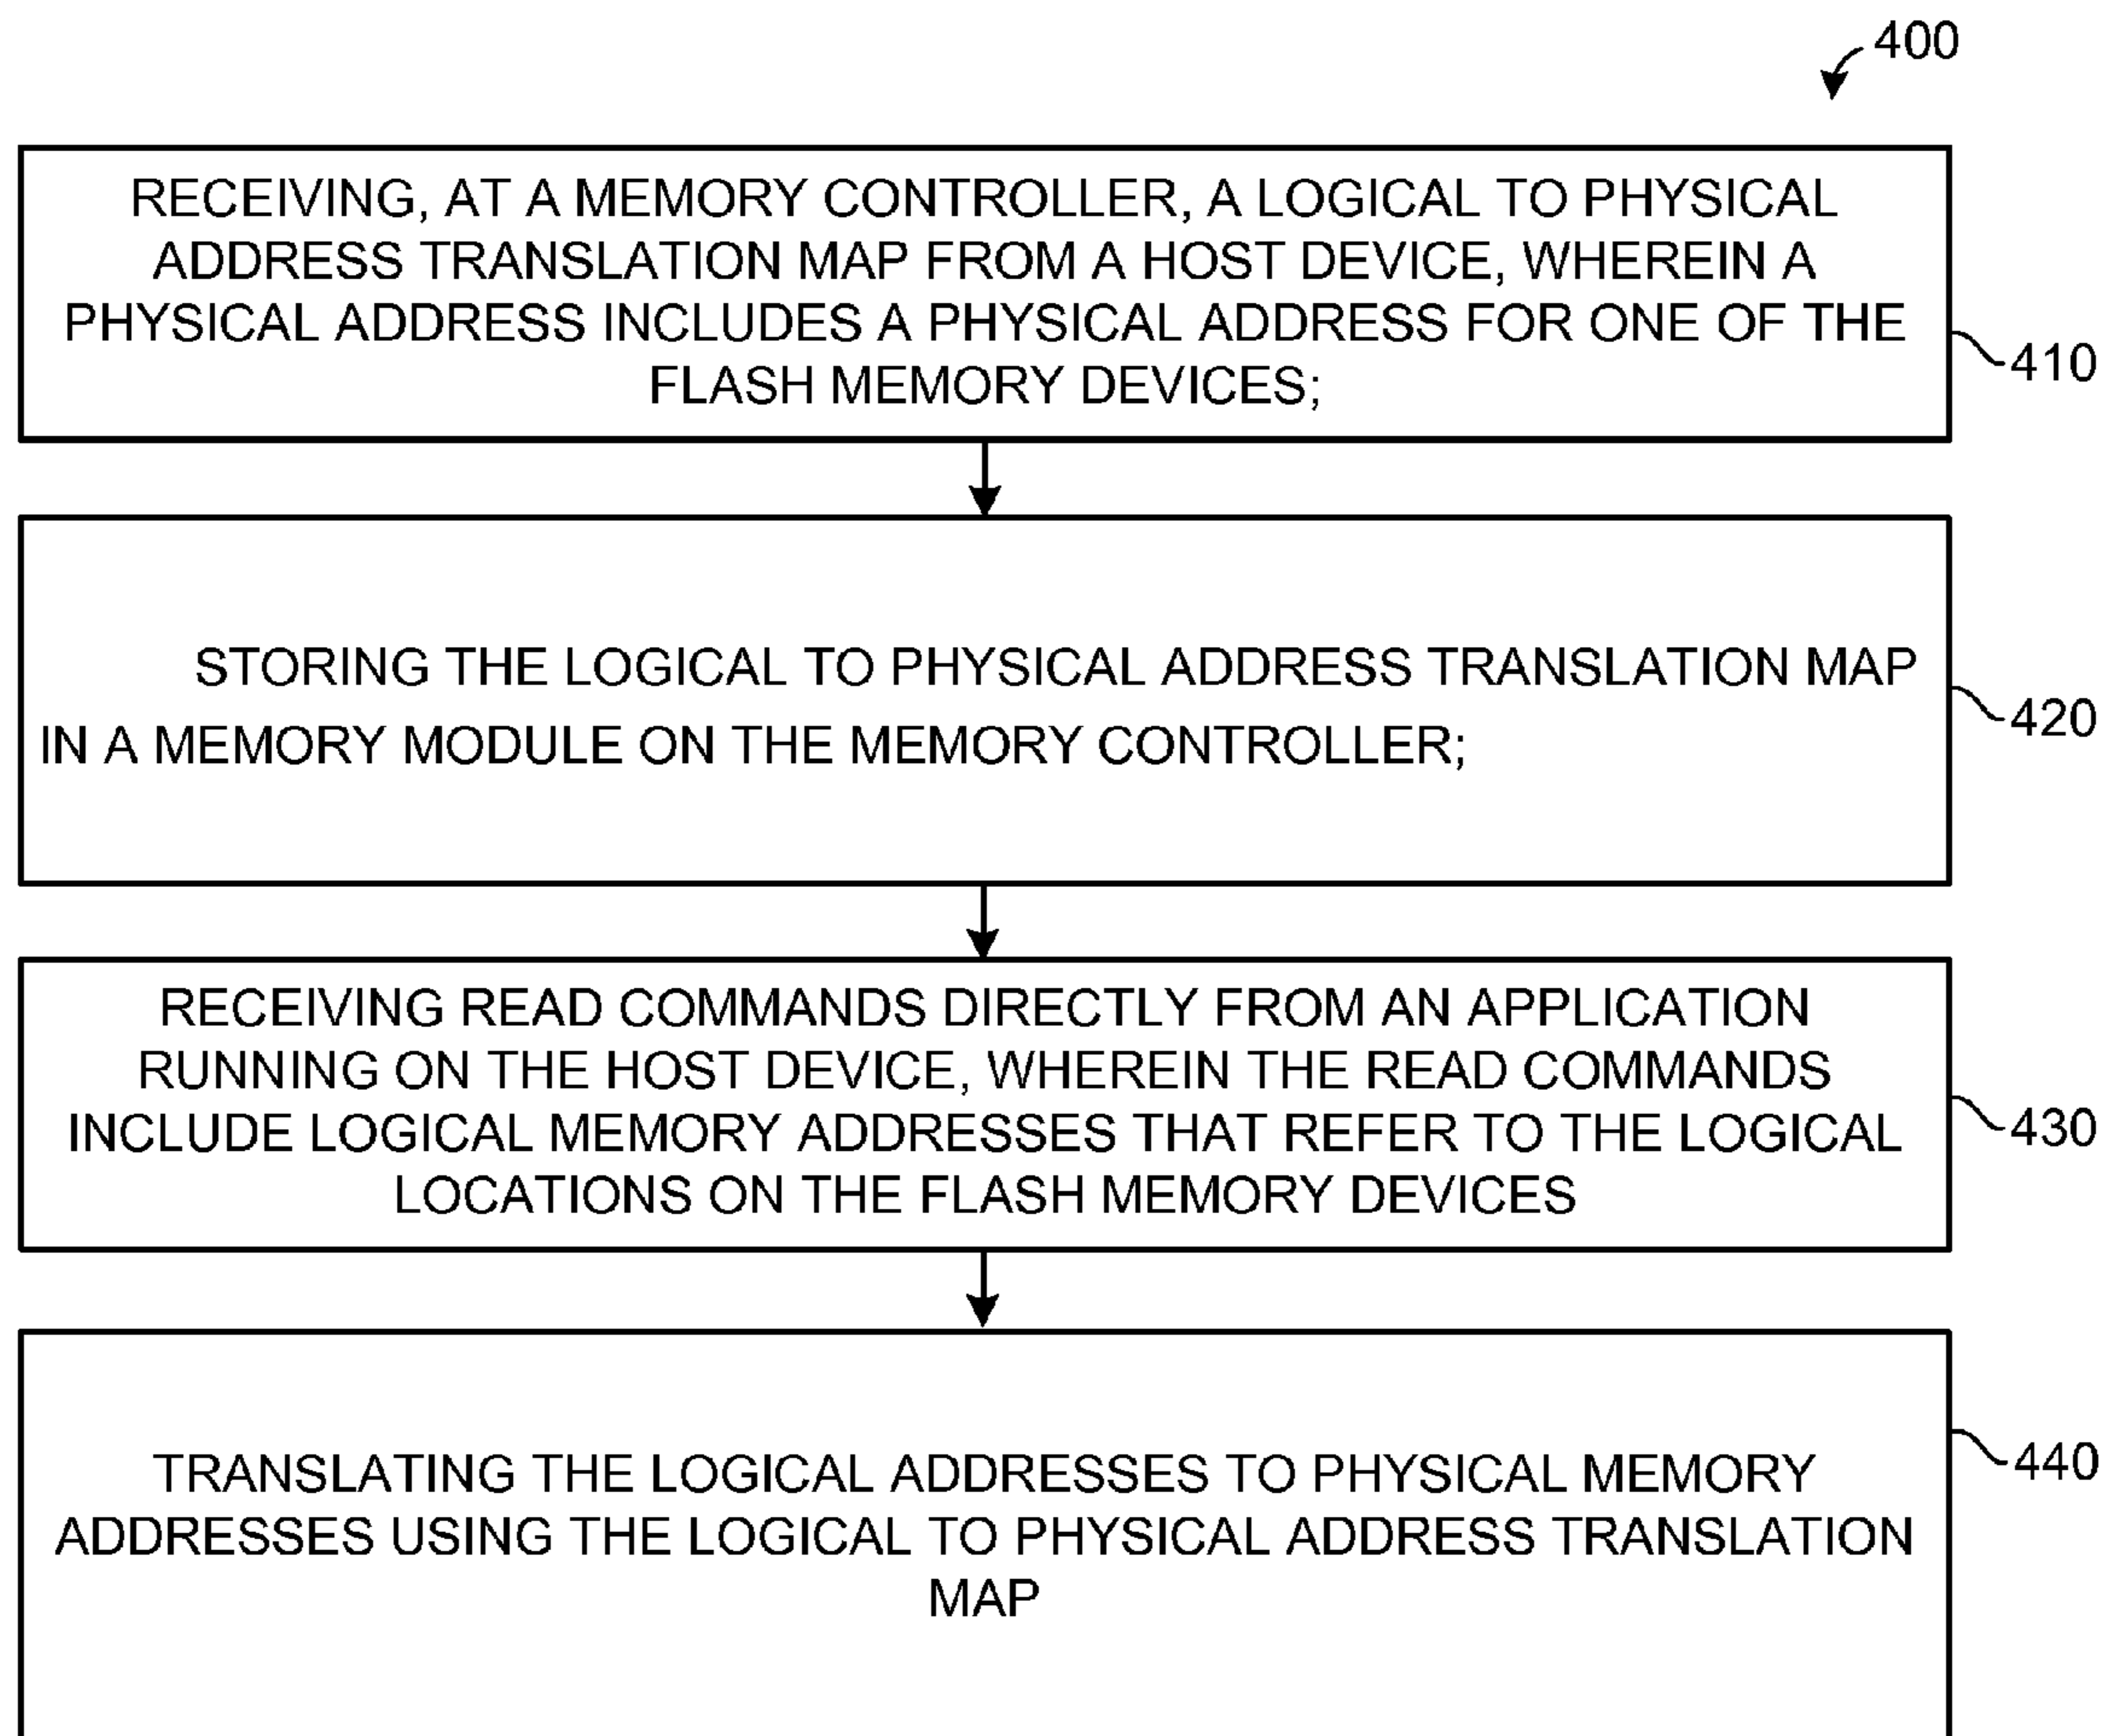 400
RECEIVING, AT A MEMORY CONTROLLER, A LOGICAL TO PHYSICAL
ADDRESS TRANSLATION MAP FROM A HOST DEVICE, WHEREIN A
PHYSICAL ADDRESS INCLUDES A PHYSICAL ADDRESS FOR ONE OF THE
FLASH MEMORY DEVICES;
410
STORING THE LOGICAL TO PHYSICAL ADDRESS TRANSLATION MAP
IN A MEMORY MODULE ON THE MEMORY CONTROLLER;
420
RECEIVING READ COMMANDS DIRECTLY FROM AN APPLICATION
RUNNING ON THE HOST DEVICE, WHEREIN THE READ COMMANDS
INCLUDE LOGICAL MEMORY ADDRESSES THAT REFER TO THE LOGICAL
LOCATIONS ON THE FLASH MEMORY DEVICES
430
TRANSLATING THE LOGICAL ADDRESSES TO PHYSICAL MEMORY
ADDRESSES USING THE LOGICAL TO PHYSICAL ADDRESS TRANSLATION
MAP
440